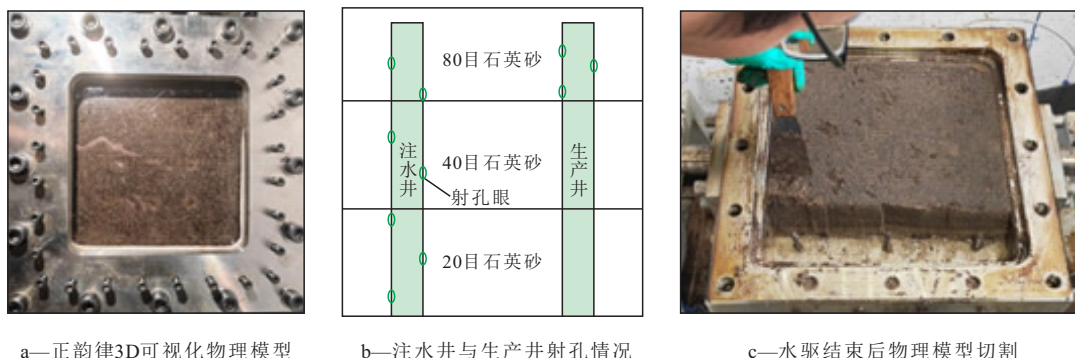 80目石英砂
注水井
40目石英砂
生产井
射孔眼
20目石英砂
a—正韵律3D可视化物理模型
b—注水井与生产井射孔情况
c—水驱结束后物理模型切割